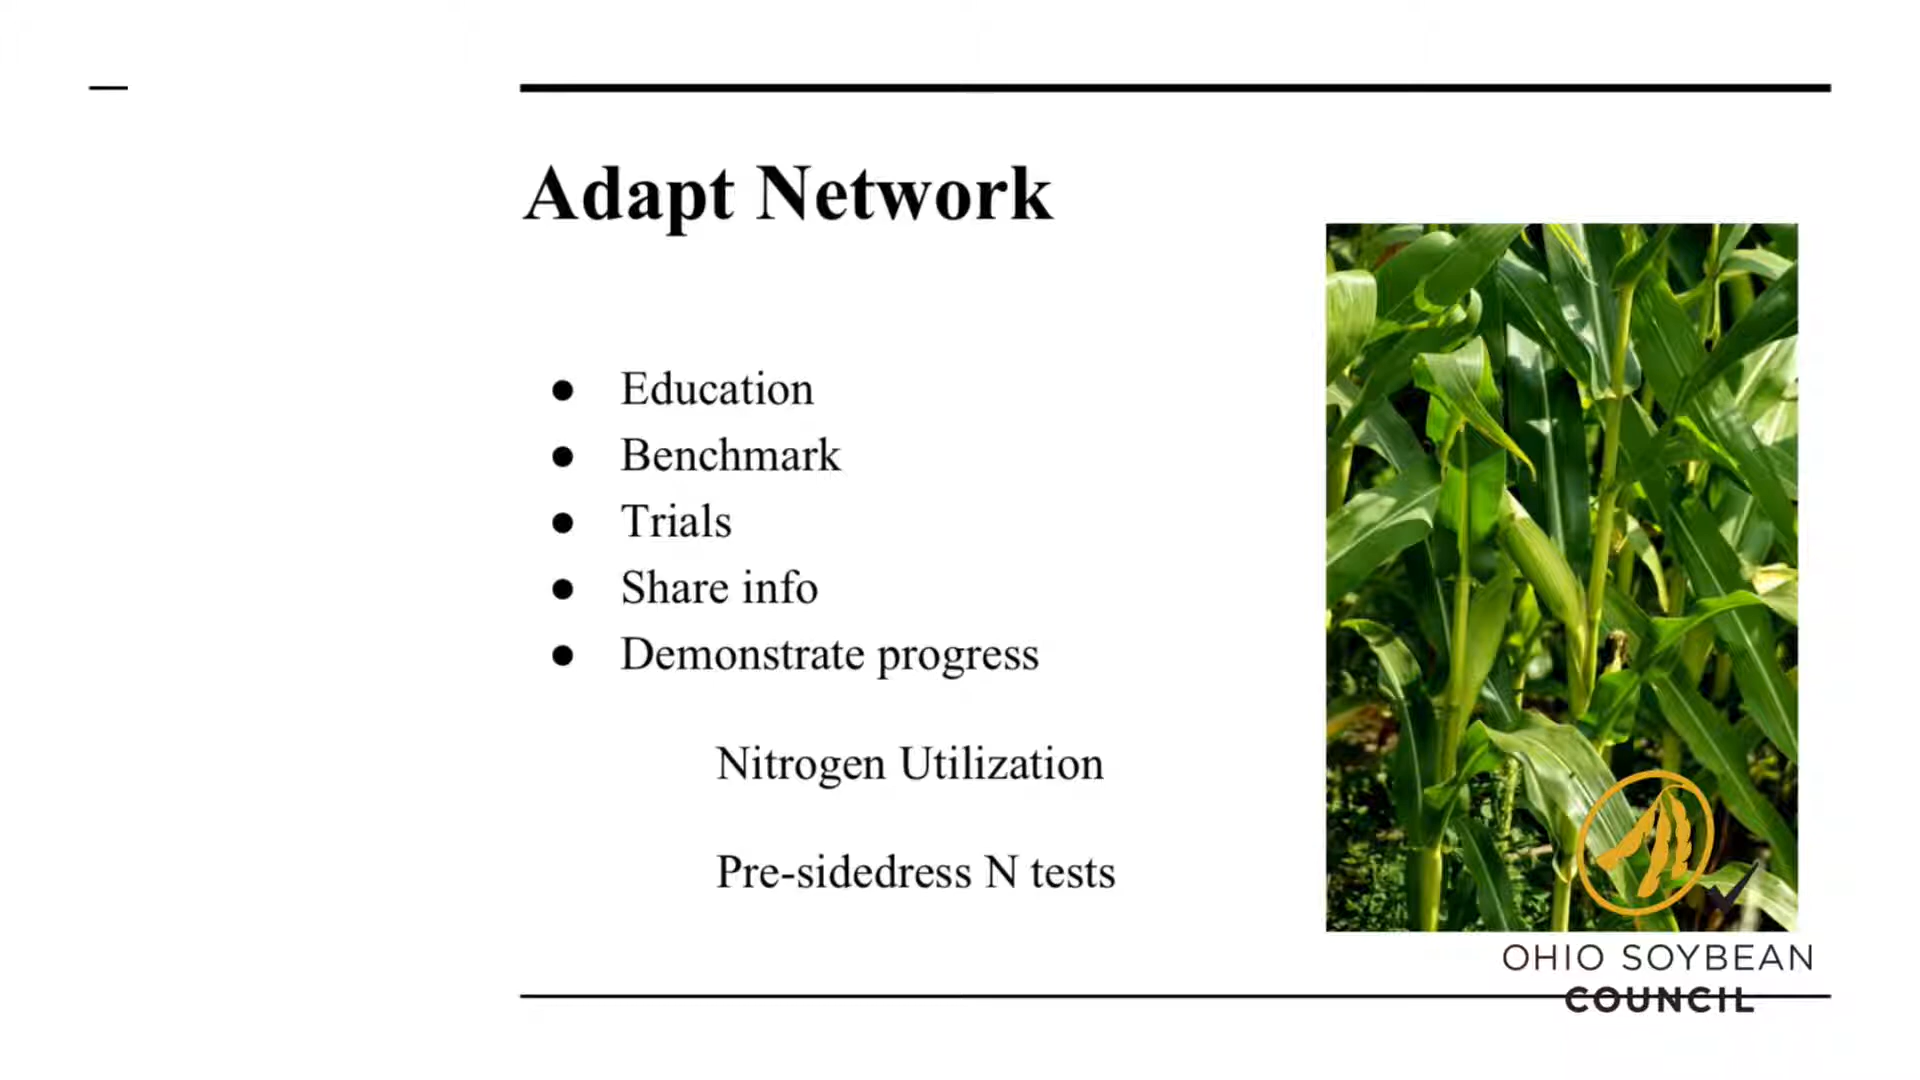 Adapt Network
● Education
● Benchmark
● Trials
● Share info
● Demonstrate progress
Nitrogen Utilization
Pre-sidedress N tests
OHIO SOYBEAN
COUNCIL